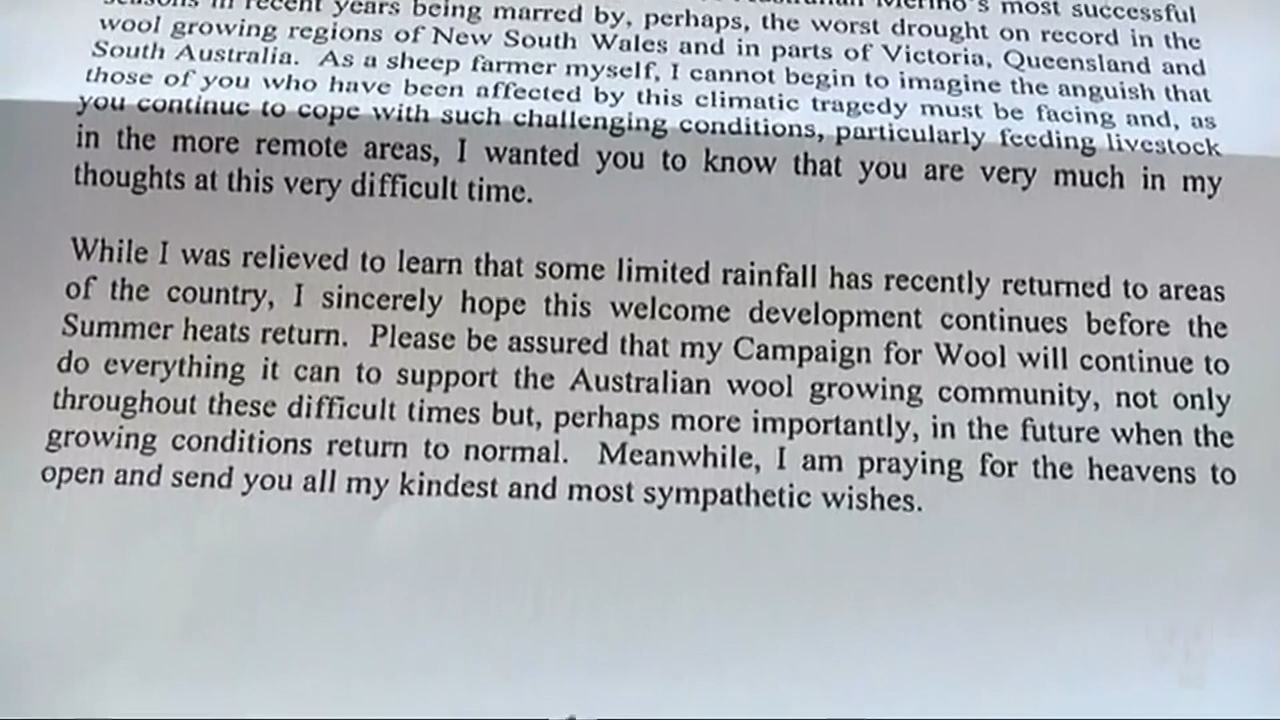 in recent years being marred by, perhaps, the worst drought on record in the
wool growing regions of New South Wales and in parts of Victoria, Queensland and
South Australia. As a sheep farmer myself, I cannot begin to imagine the anguish that
those of you who have been affected by this climatic tragedy must be facing and, as
you continue to cope with such challenging conditions, particularly feeding livestock
in the more remote areas, I wanted you to know that you are very much in my
thoughts at this very difficult time.
While I was relieved to learn that some limited rainfall has recently returned to areas
of the country, I sincerely hope this welcome development continues before the
Summer heats return. Please be assured that my Campaign for Wool will continue to
do everything it can to support the Australian wool growing community, not only
throughout these difficult times but, perhaps more importantly, in the future when the
growing conditions return to normal. Meanwhile, I am praying for the heavens to
open and send you all my kindest and most sympathetic wishes.